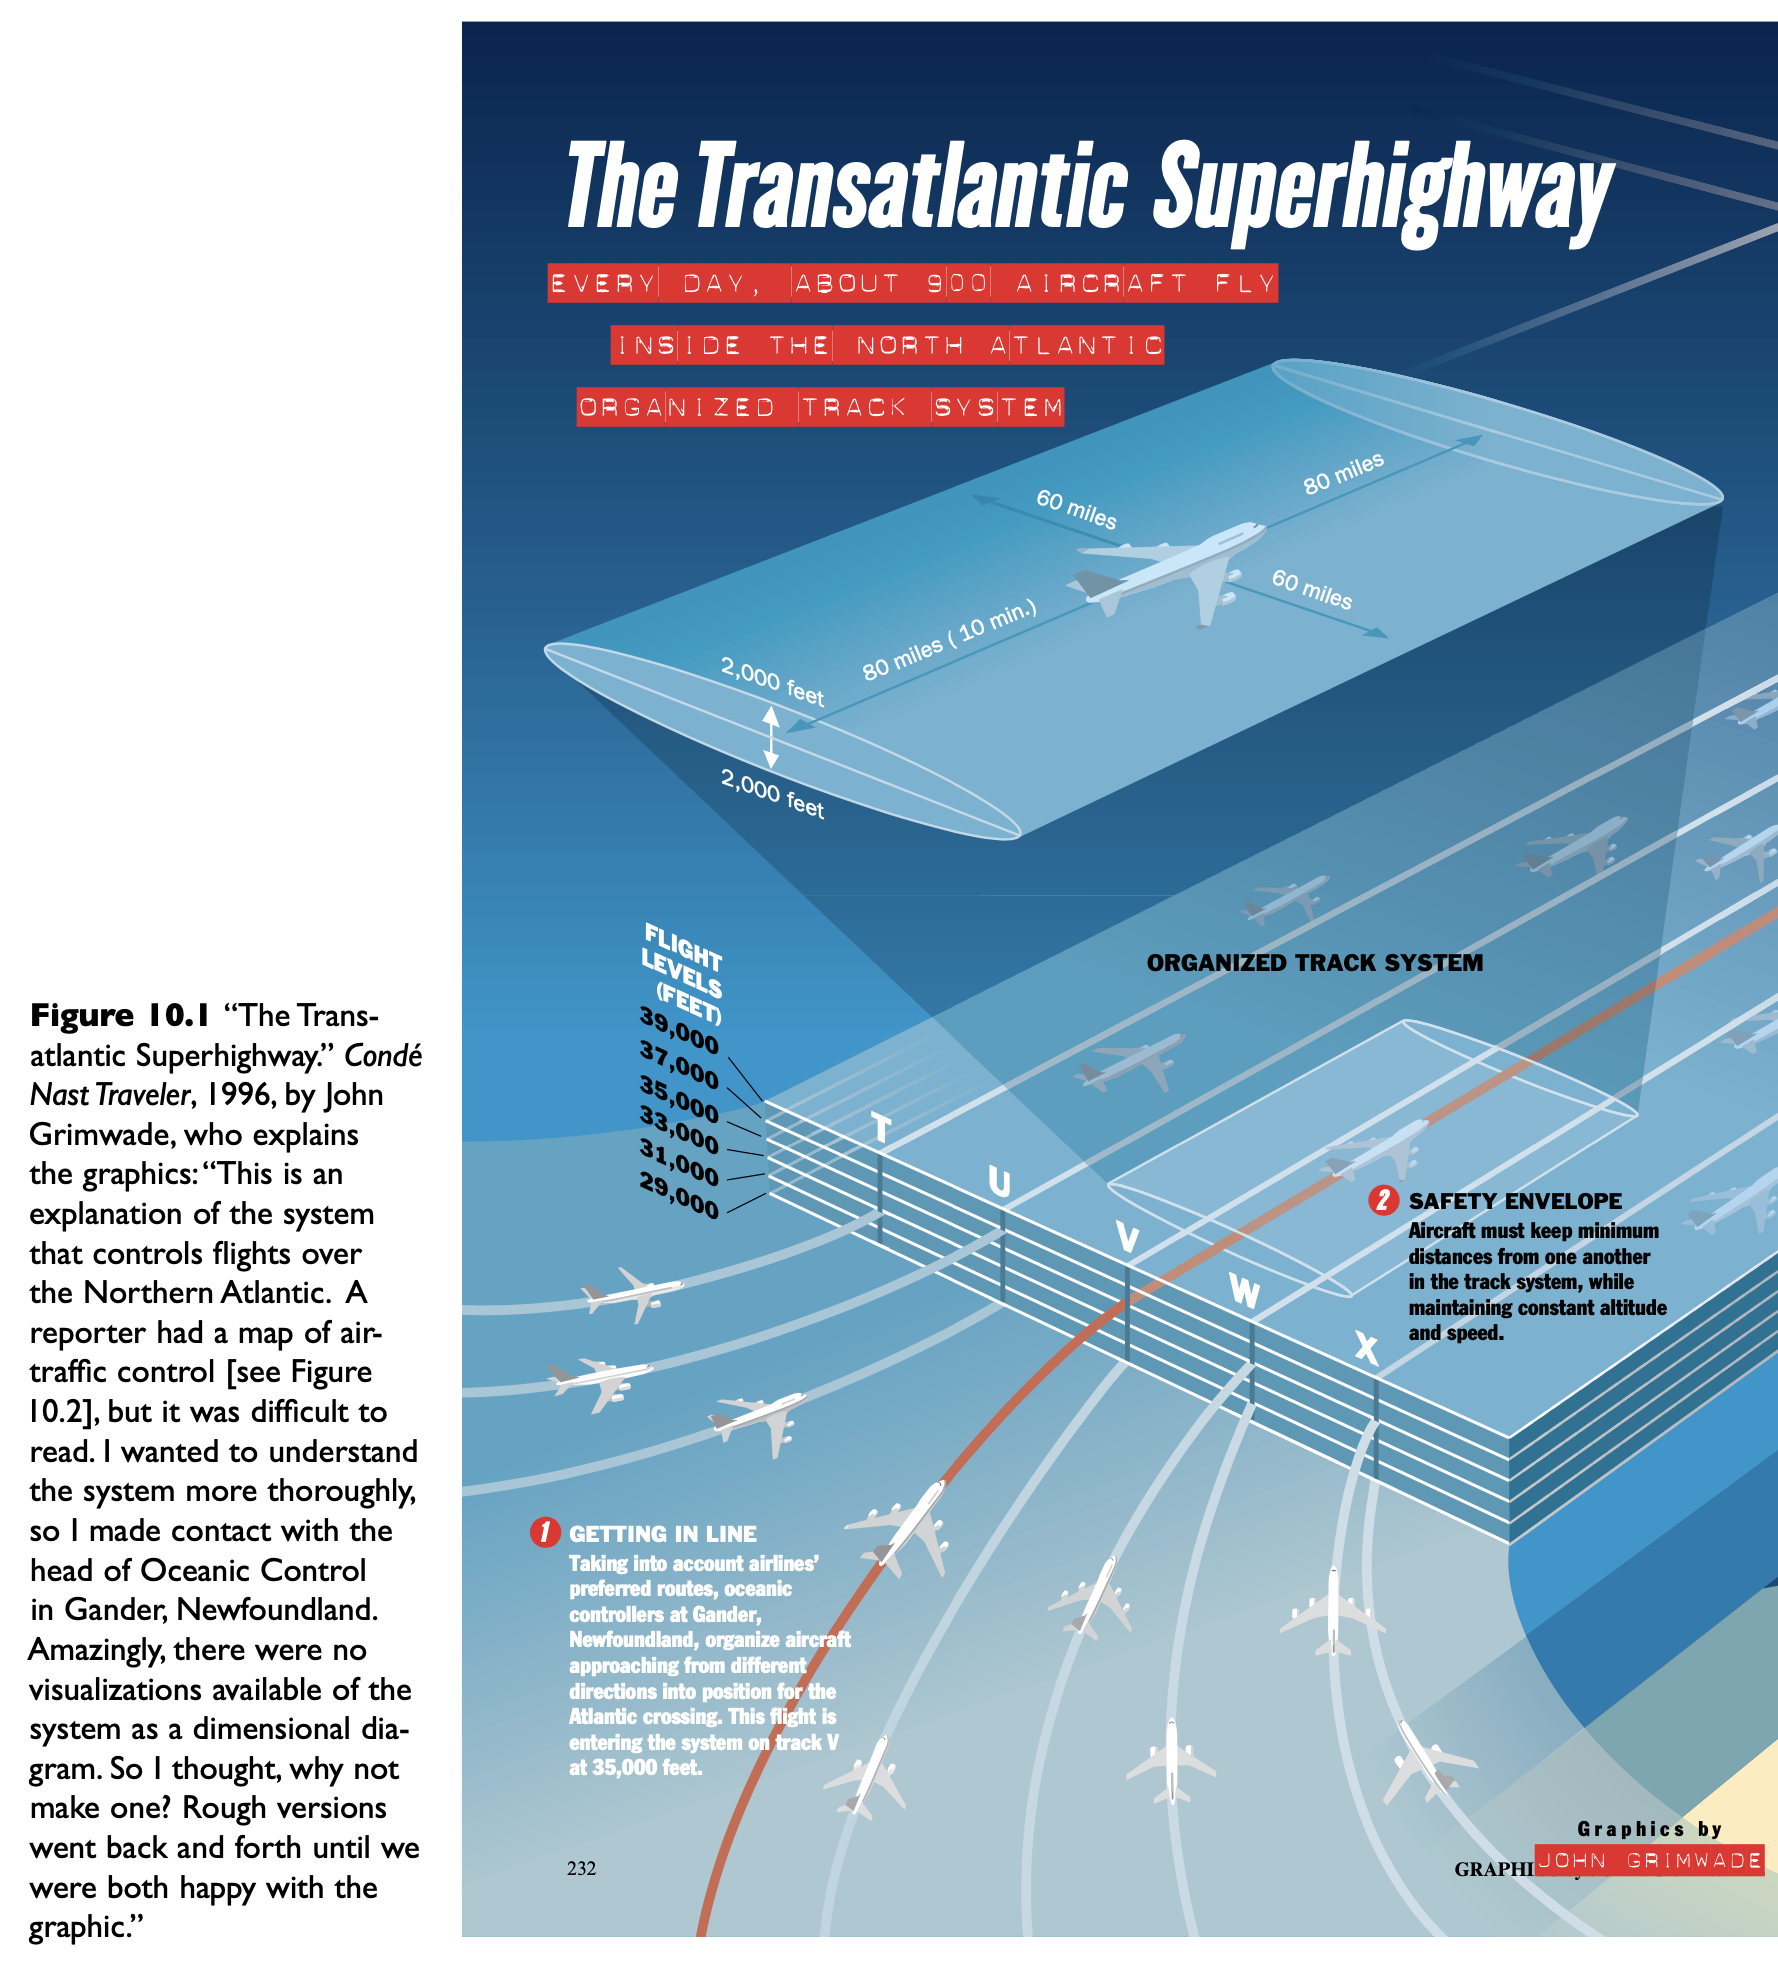 The Transatlantic Superhighway
EVERY DAY, ABOUT 900 AIRCRAFT FLY
INSIDE THE NORTH ATLANTIC
ORGANIZED TRACK SYSTEM
60 miles
80 miles
60 miles
80 miles ( 10 min.)
2,000 feet
2,000 feet
FLIGHT
LEVELS
(FEET)
39,000
37,000
35,000
33,000
31,000
29,000
ORGANIZED TRACK SYSTEM
T
U
V
W
X
2 SAFETY ENVELOPE
Aircraft must keep minimum
distances from one another
in the track system, while
maintaining constant altitude
and speed.
1 GETTING IN LINE
Taking into account airlines’
preferred routes, oceanic
controllers at Gander,
Newfoundland, organize aircraft
approaching from different
directions into position for the
Atlantic crossing. This flight is
entering the system on track V
at 35,000 feet.
Graphics by
JOHN GRIMWADE
232
GRAPHI
Figure 10.1 “The Trans-
atlantic Superhighway.” Condé
Nast Traveler, 1996, by John
Grimwade, who explains
the graphics: “This is an
explanation of the system
that controls flights over
the Northern Atlantic. A
reporter had a map of air-
traffic control [see Figure
10.2], but it was difficult to
read. I wanted to understand
the system more thoroughly,
so I made contact with the
head of Oceanic Control
in Gander, Newfoundland.
Amazingly, there were no
visualizations available of the
system as a dimensional dia-
gram. So I thought, why not
make one? Rough versions
went back and forth until we
were both happy with the
graphic.”